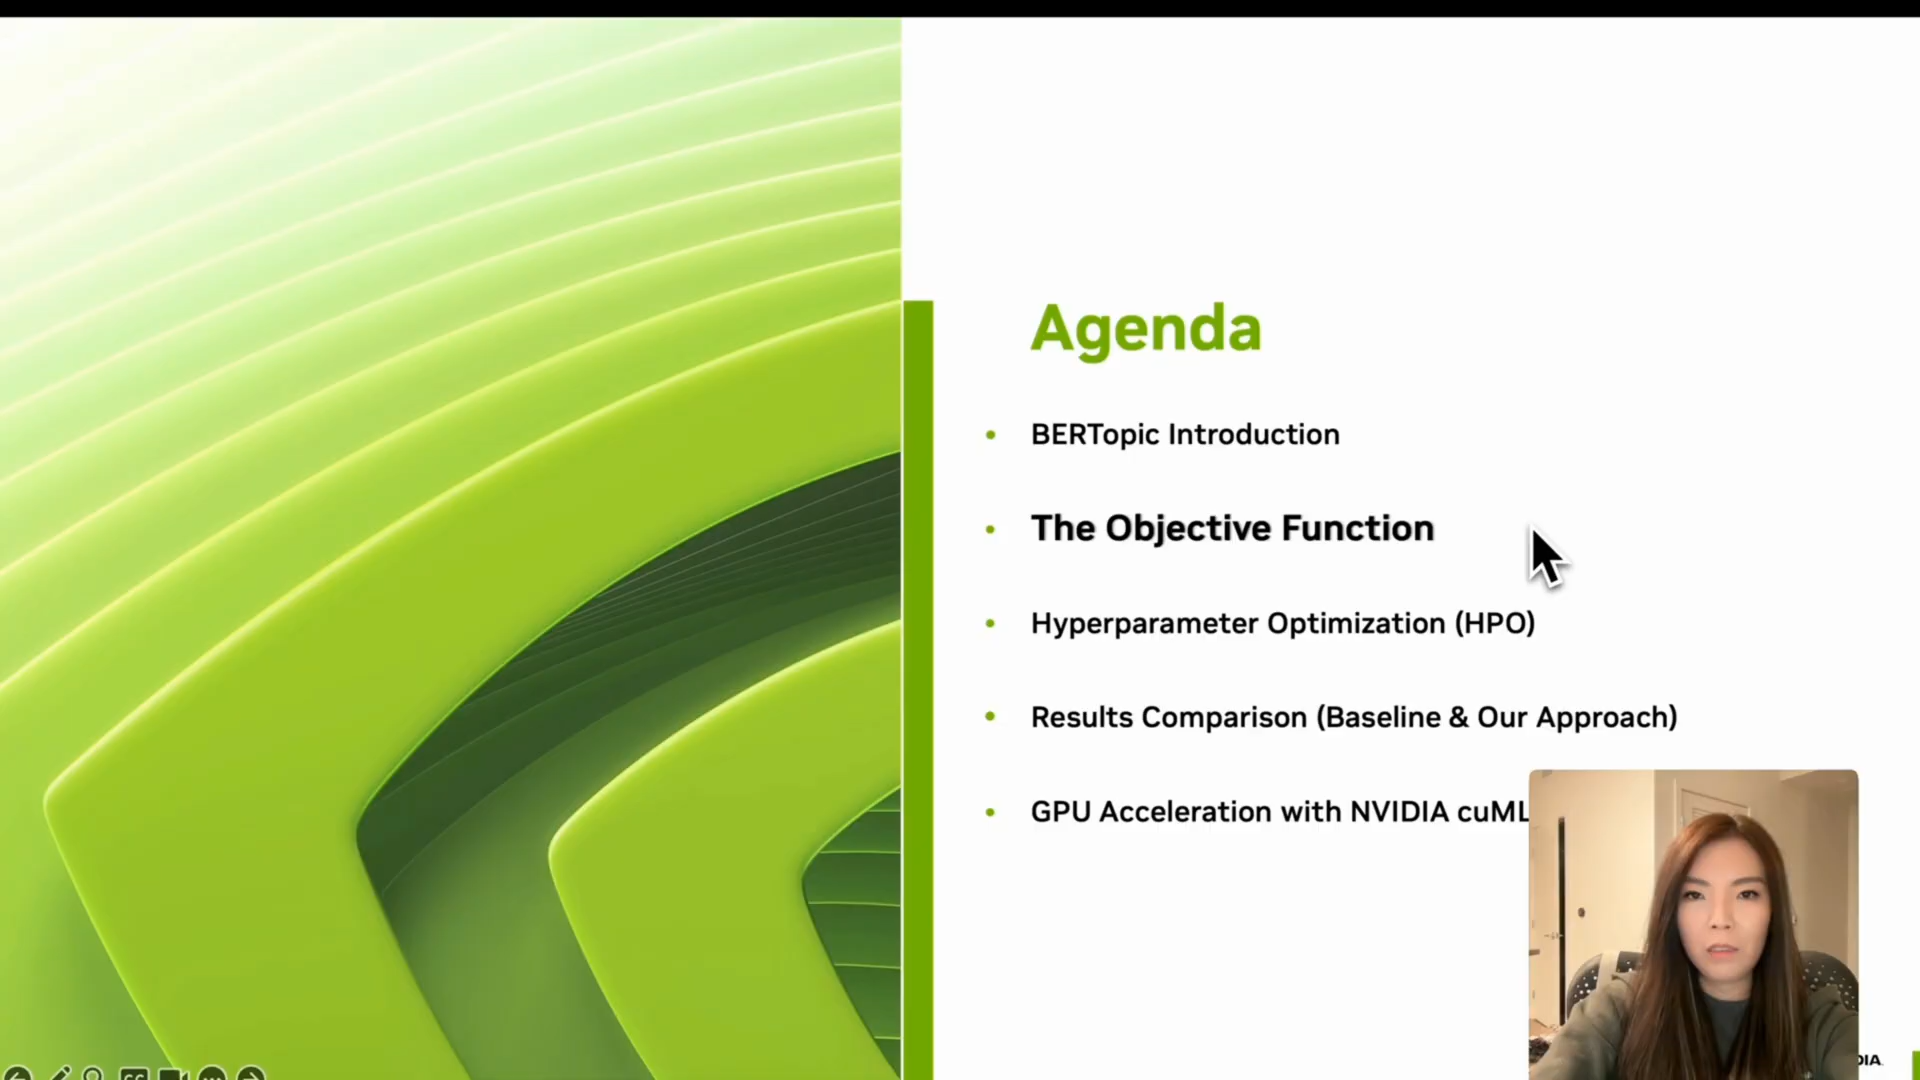 Agenda
• BERTopic Introduction
• The Objective Function
• Hyperparameter Optimization (HPO)
• Results Comparison (Baseline & Our Approach)
• GPU Acceleration with NVIDIA cuML
DIA.